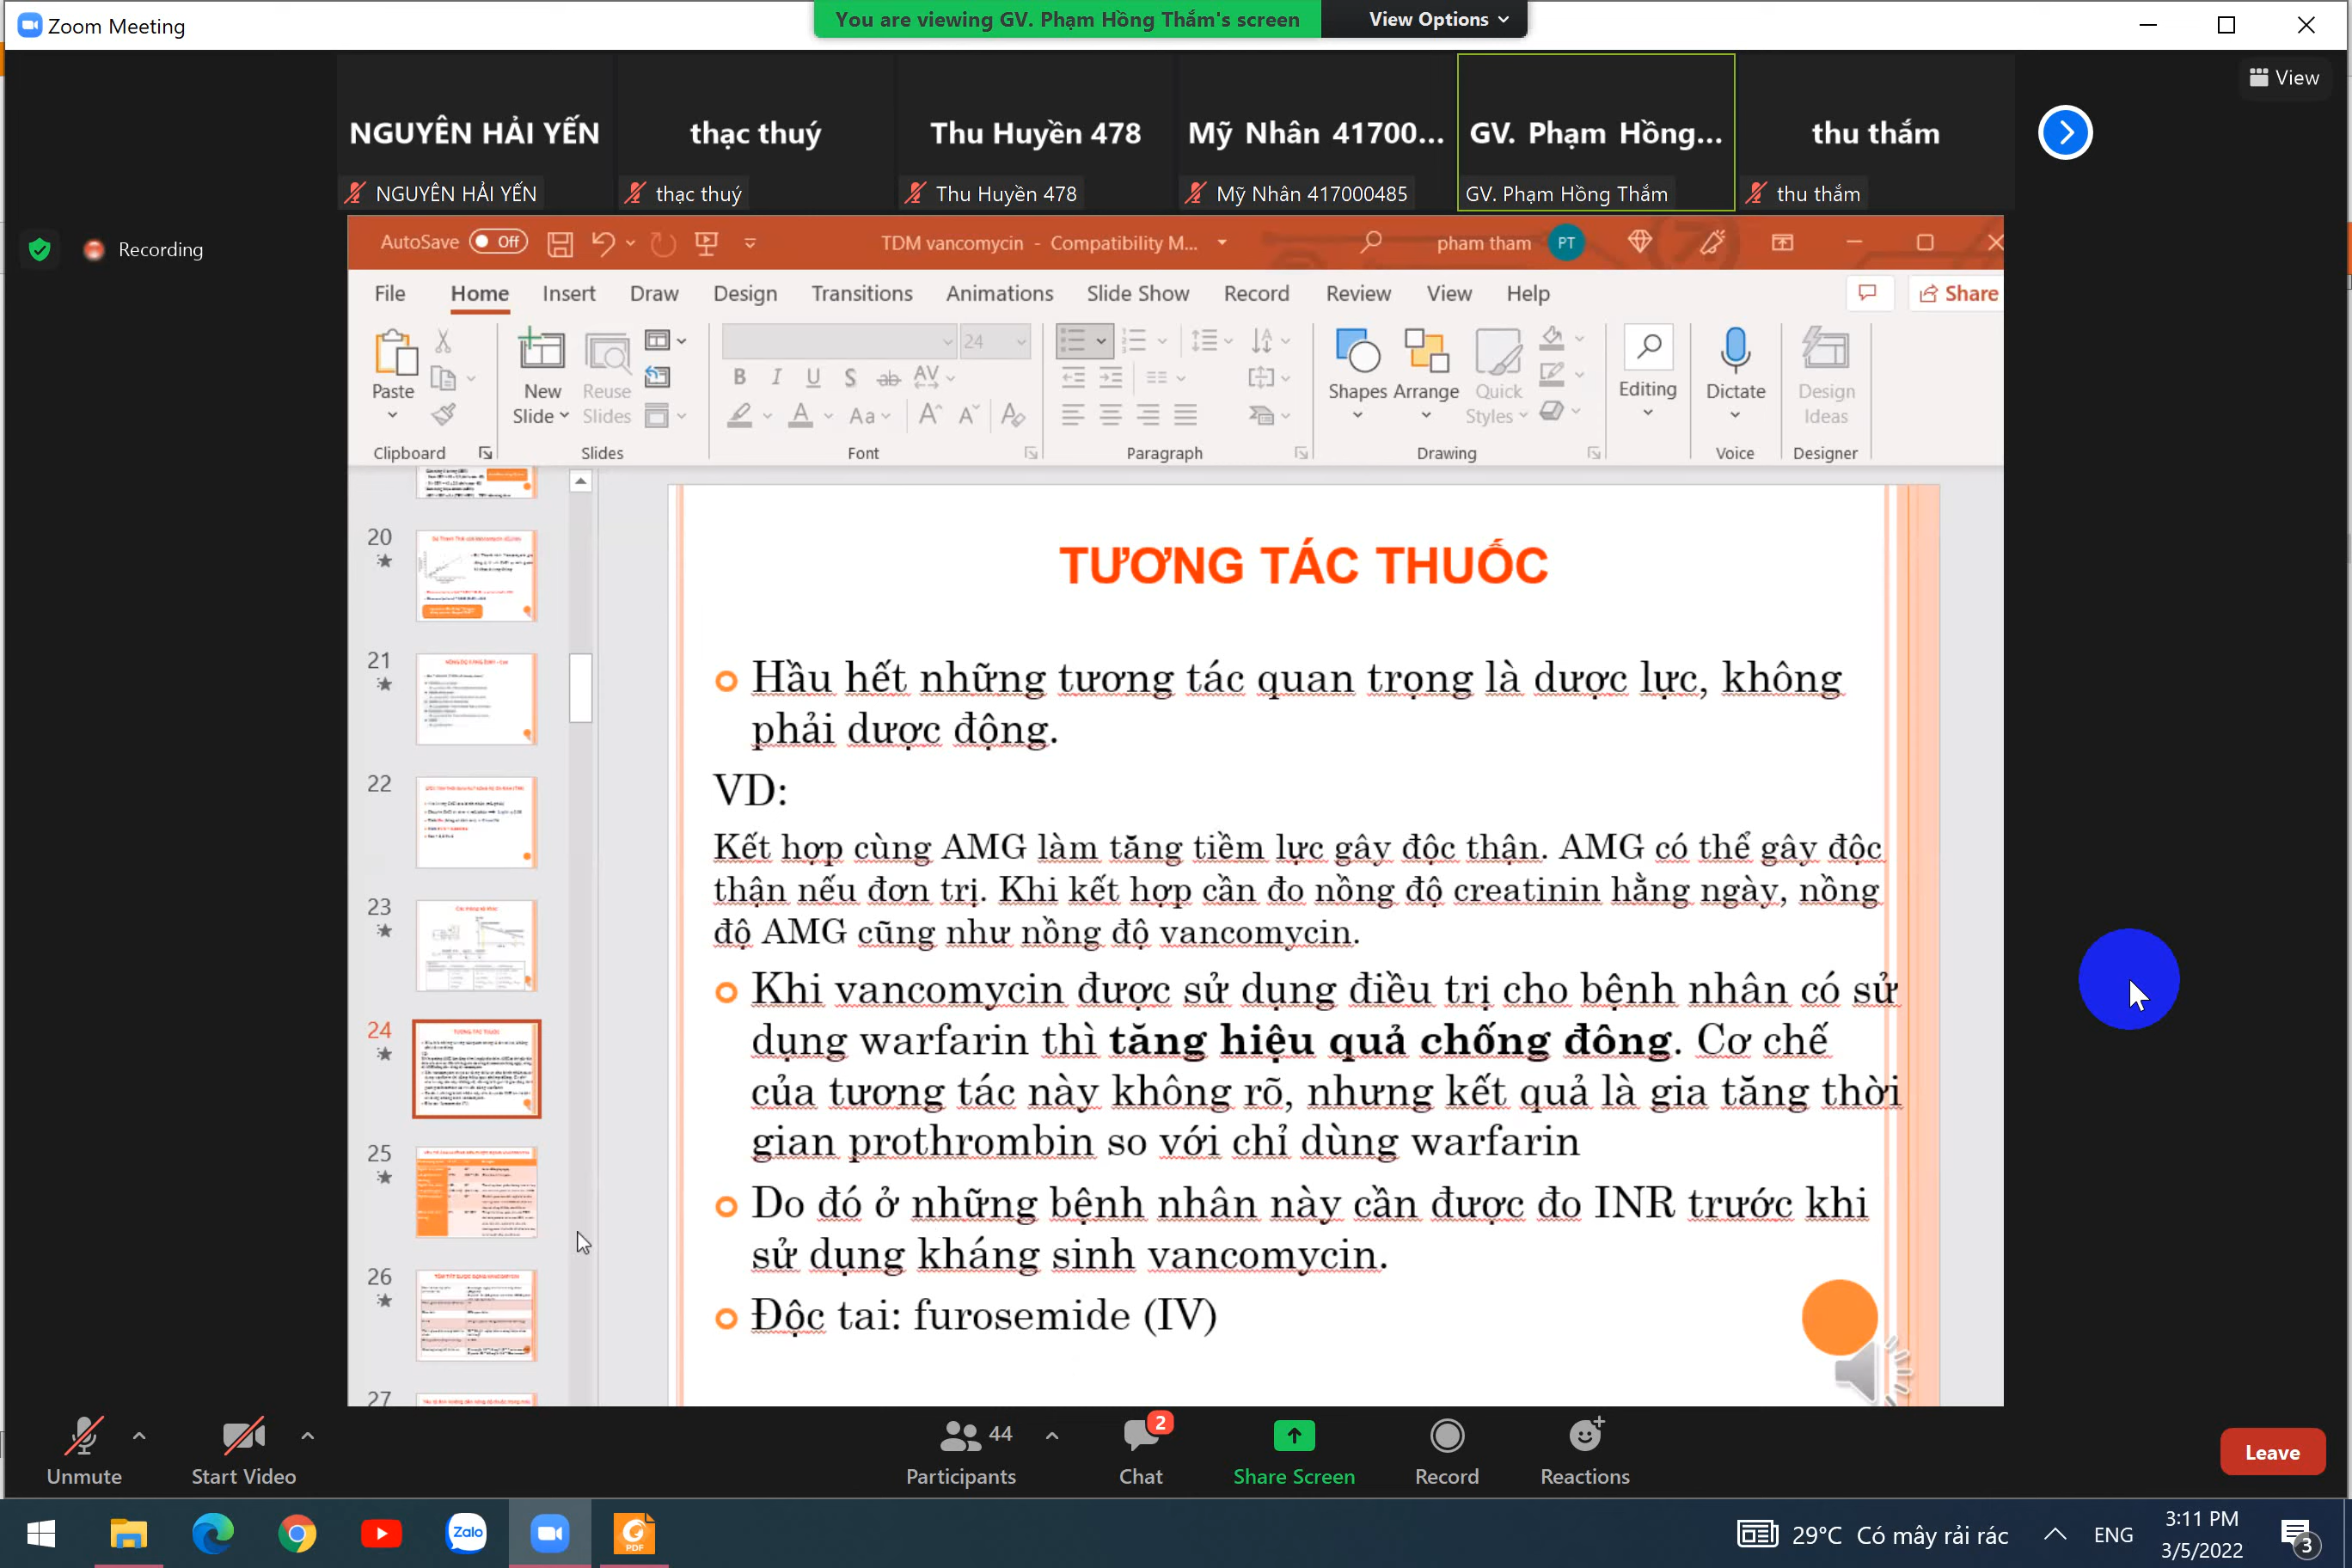 Zoom Meeting
You are viewing GV. Phạm Hồng Thắm's screen
View Options
View
NGUYÊN HẢI YẾN
thạc thuý
Thu Huyền 478
Mỹ Nhân 41700...
GV. Phạm Hồng...
thu thắm
NGUYÊN HẢI YẾN
thạc thuý
Thu Huyền 478
Mỹ Nhân 417000485
GV. Phạm Hồng Thắm
thu thắm
Recording
AutoSave Off
TDM vancomycin - Compatibility M...
pham tham PT
File Home Insert Draw Design Transitions Animations Slide Show Record Review View Help
Share
Paste
New Slide
Reuse Slides
24
Shapes
Arrange
Quick Styles
Editing
Dictate
Design Ideas
Clipboard Slides Font Paragraph Drawing Voice Designer
20
21
22
23
24
25
26
27
TƯƠNG TÁC THUỐC
Hầu hết những tương tác quan trọng là dược lực, không
phải dược động.
VD:
Kết hợp cùng AMG làm tăng tiềm lực gây độc thận. AMG có thể gây độc
thận nếu đơn trị. Khi kết hợp cần đo nồng độ creatinin hằng ngày, nồng
độ AMG cũng như nồng độ vancomycin.
Khi vancomycin được sử dụng điều trị cho bệnh nhân có sử
dụng warfarin thì tăng hiệu quả chống đông. Cơ chế
của tương tác này không rõ, nhưng kết quả là gia tăng thời
gian prothrombin so với chỉ dùng warfarin
Do đó ở những bệnh nhân này cần được đo INR trước khi
sử dụng kháng sinh vancomycin.
Độc tai: furosemide (IV)
Unmute
Start Video
44
Participants
2
Chat
Share Screen
Record
Reactions
Leave
Zalo
PDF
29°C Có mây rải rác
ENG
3:11 PM
3/5/2022
3